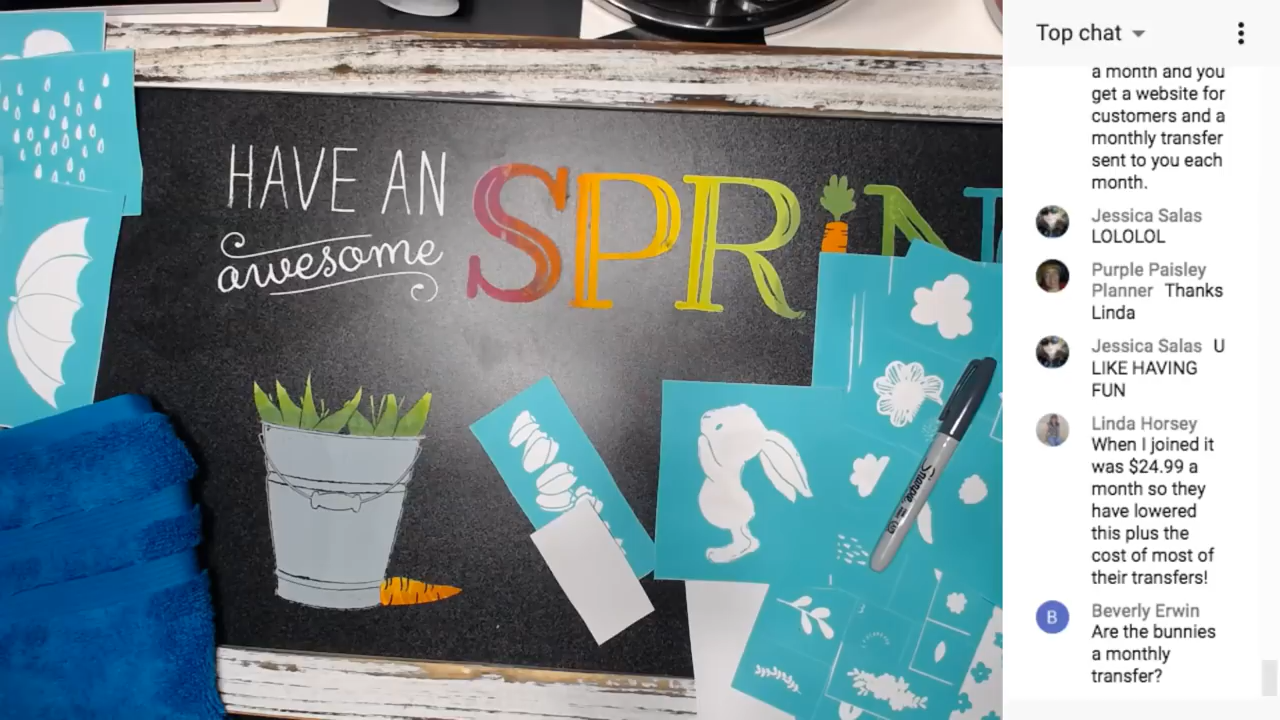 HAVE AN
awesome
SPRIN
Sharpie
Top chat
a month and you
get a website for
customers and a
monthly transfer
sent to you each
month.
Jessica Salas
LOLOLOL
Purple Paisley
Planner Thanks
Linda
Jessica Salas U
LIKE HAVING
FUN
Linda Horsey
When I joined it
was $24.99 a
month so they
have lowered
this plus the
cost of most of
their transfers!
B
Beverly Erwin
Are the bunnies
a monthly
transfer?